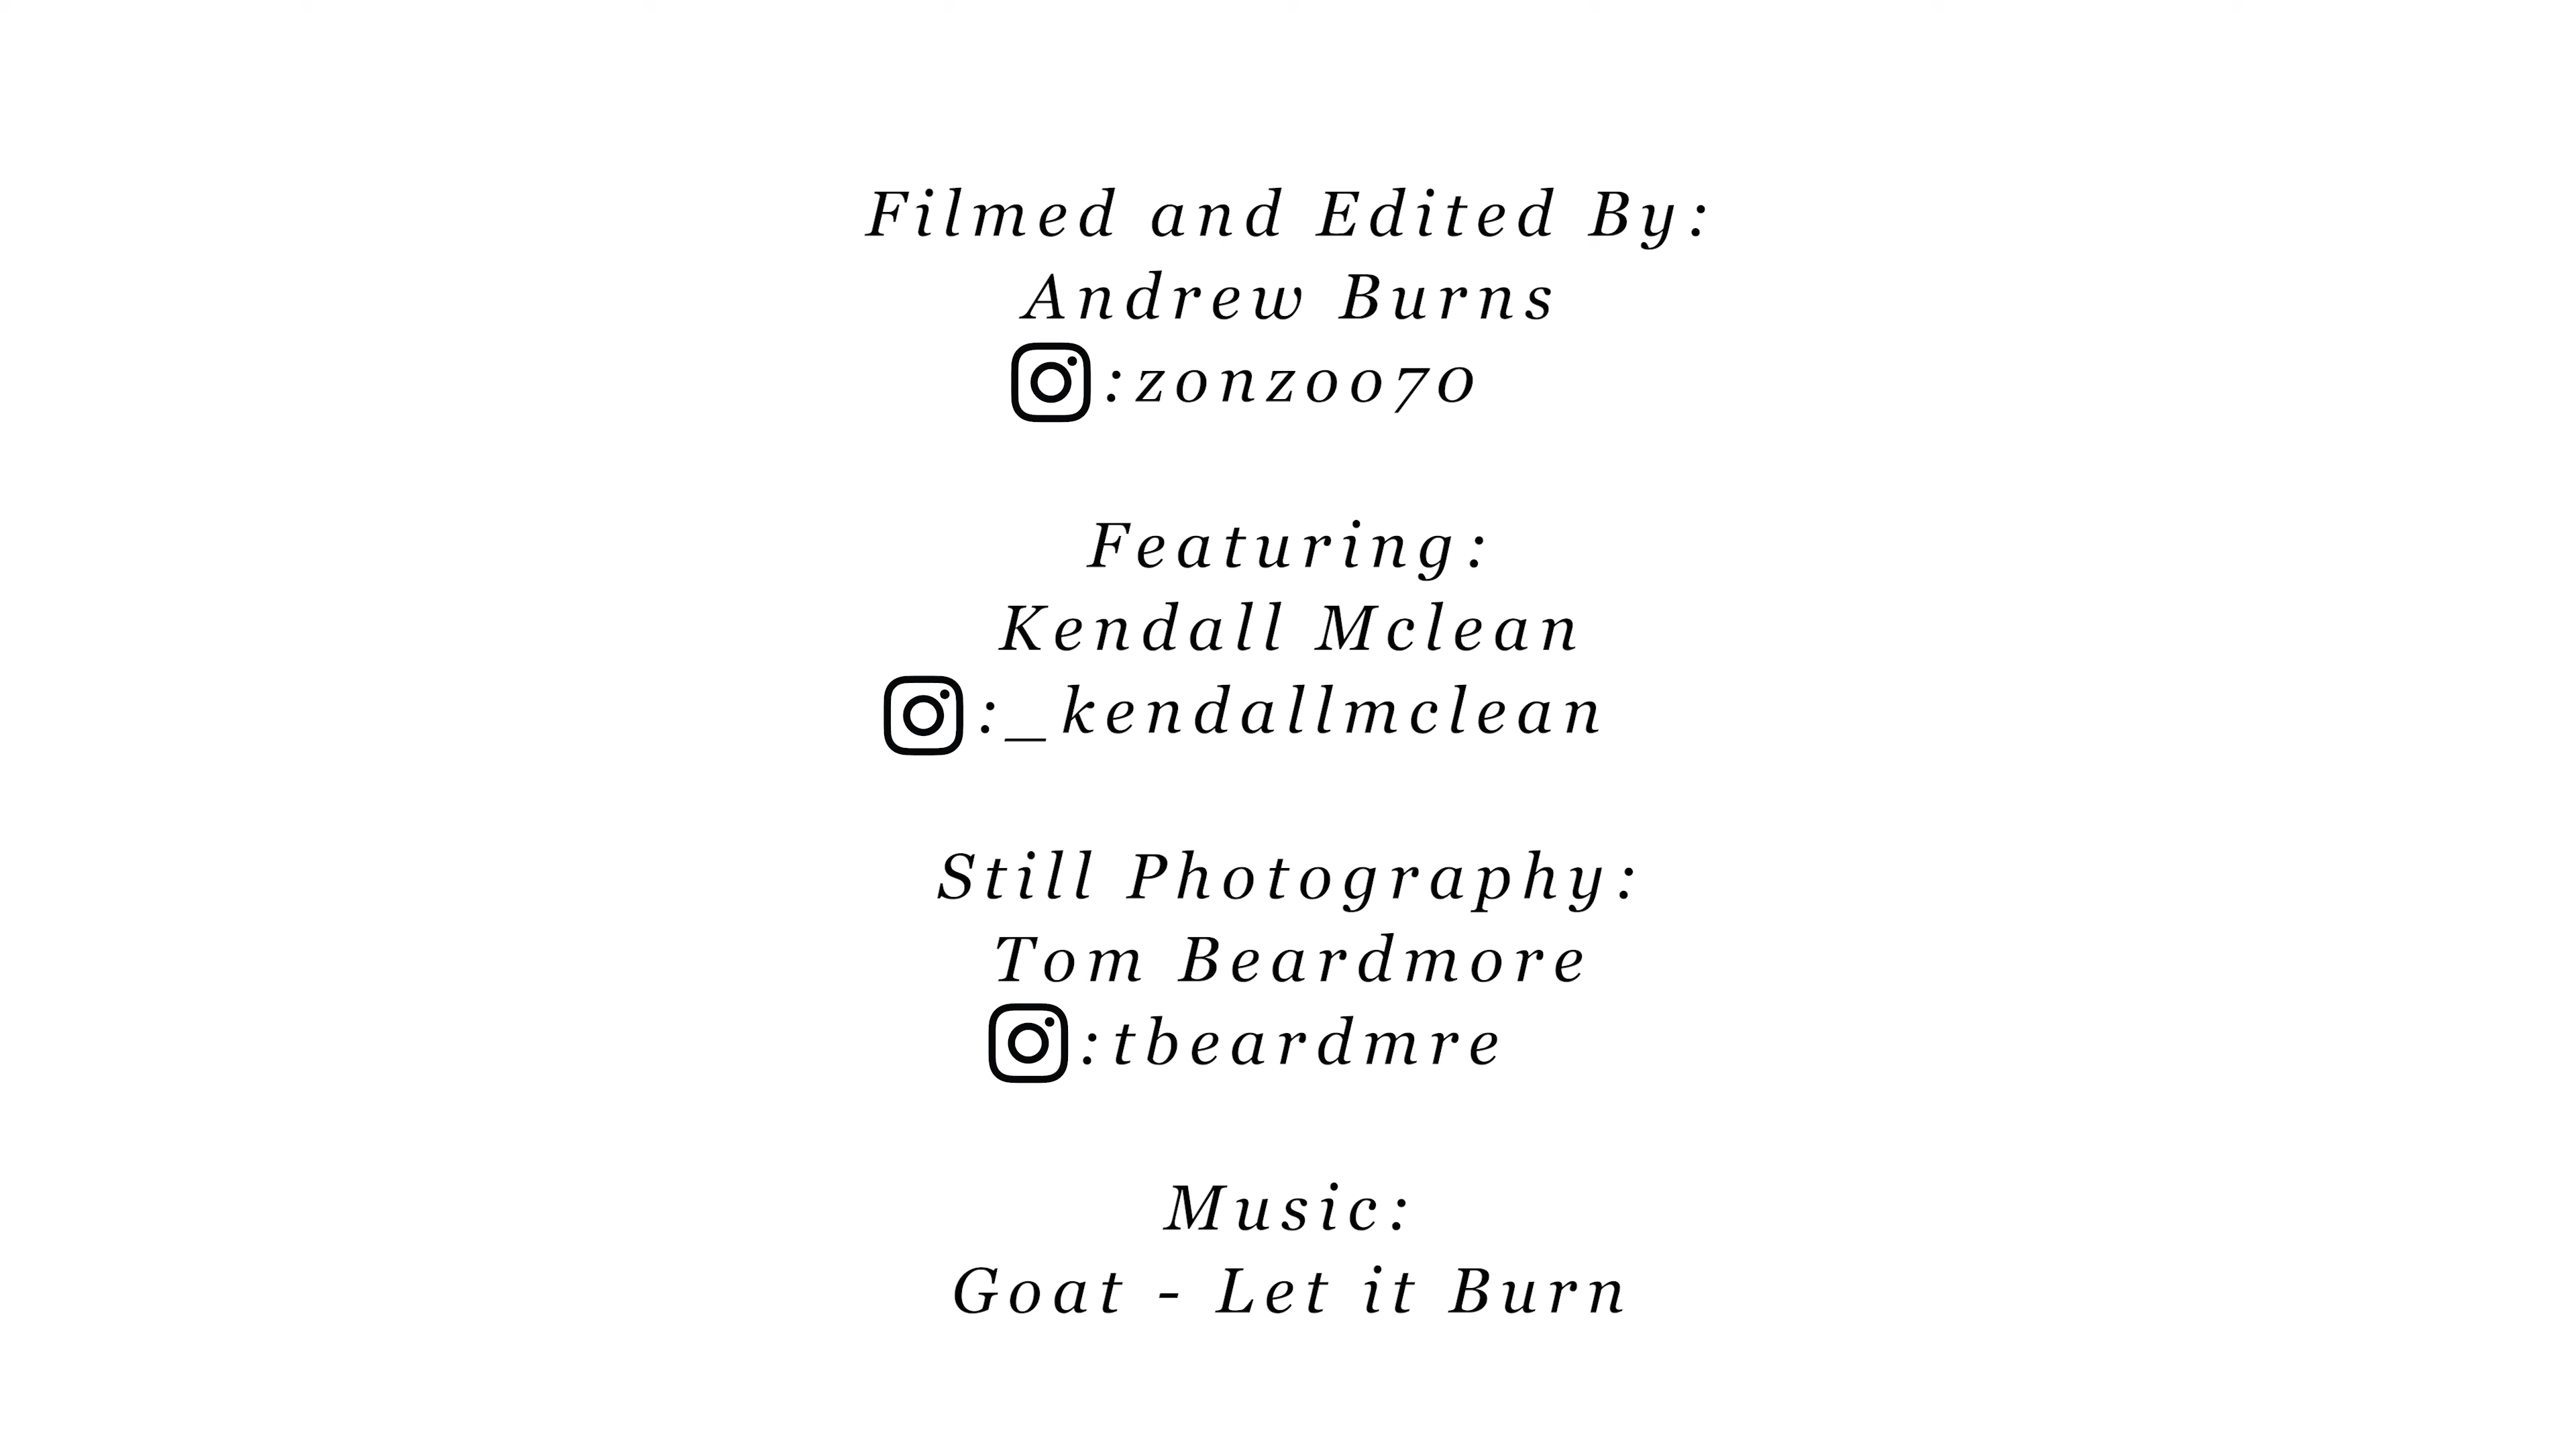 Filmed and Edited By:
Andrew Burns
:zonzoo70
Featuring:
Kendall Mclean
:_kendallmclean
Still Photography:
Tom Beardmore
:tbeardmre
Music:
Goat - Let it Burn